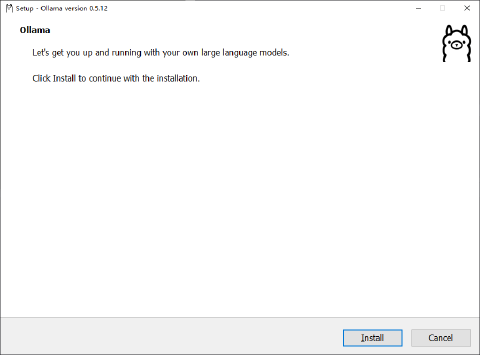 Setup - Ollama version 0.5.12
Ollama
Let's get you up and running with your own large language models.
Click Install to continue with the installation.
Install
Cancel